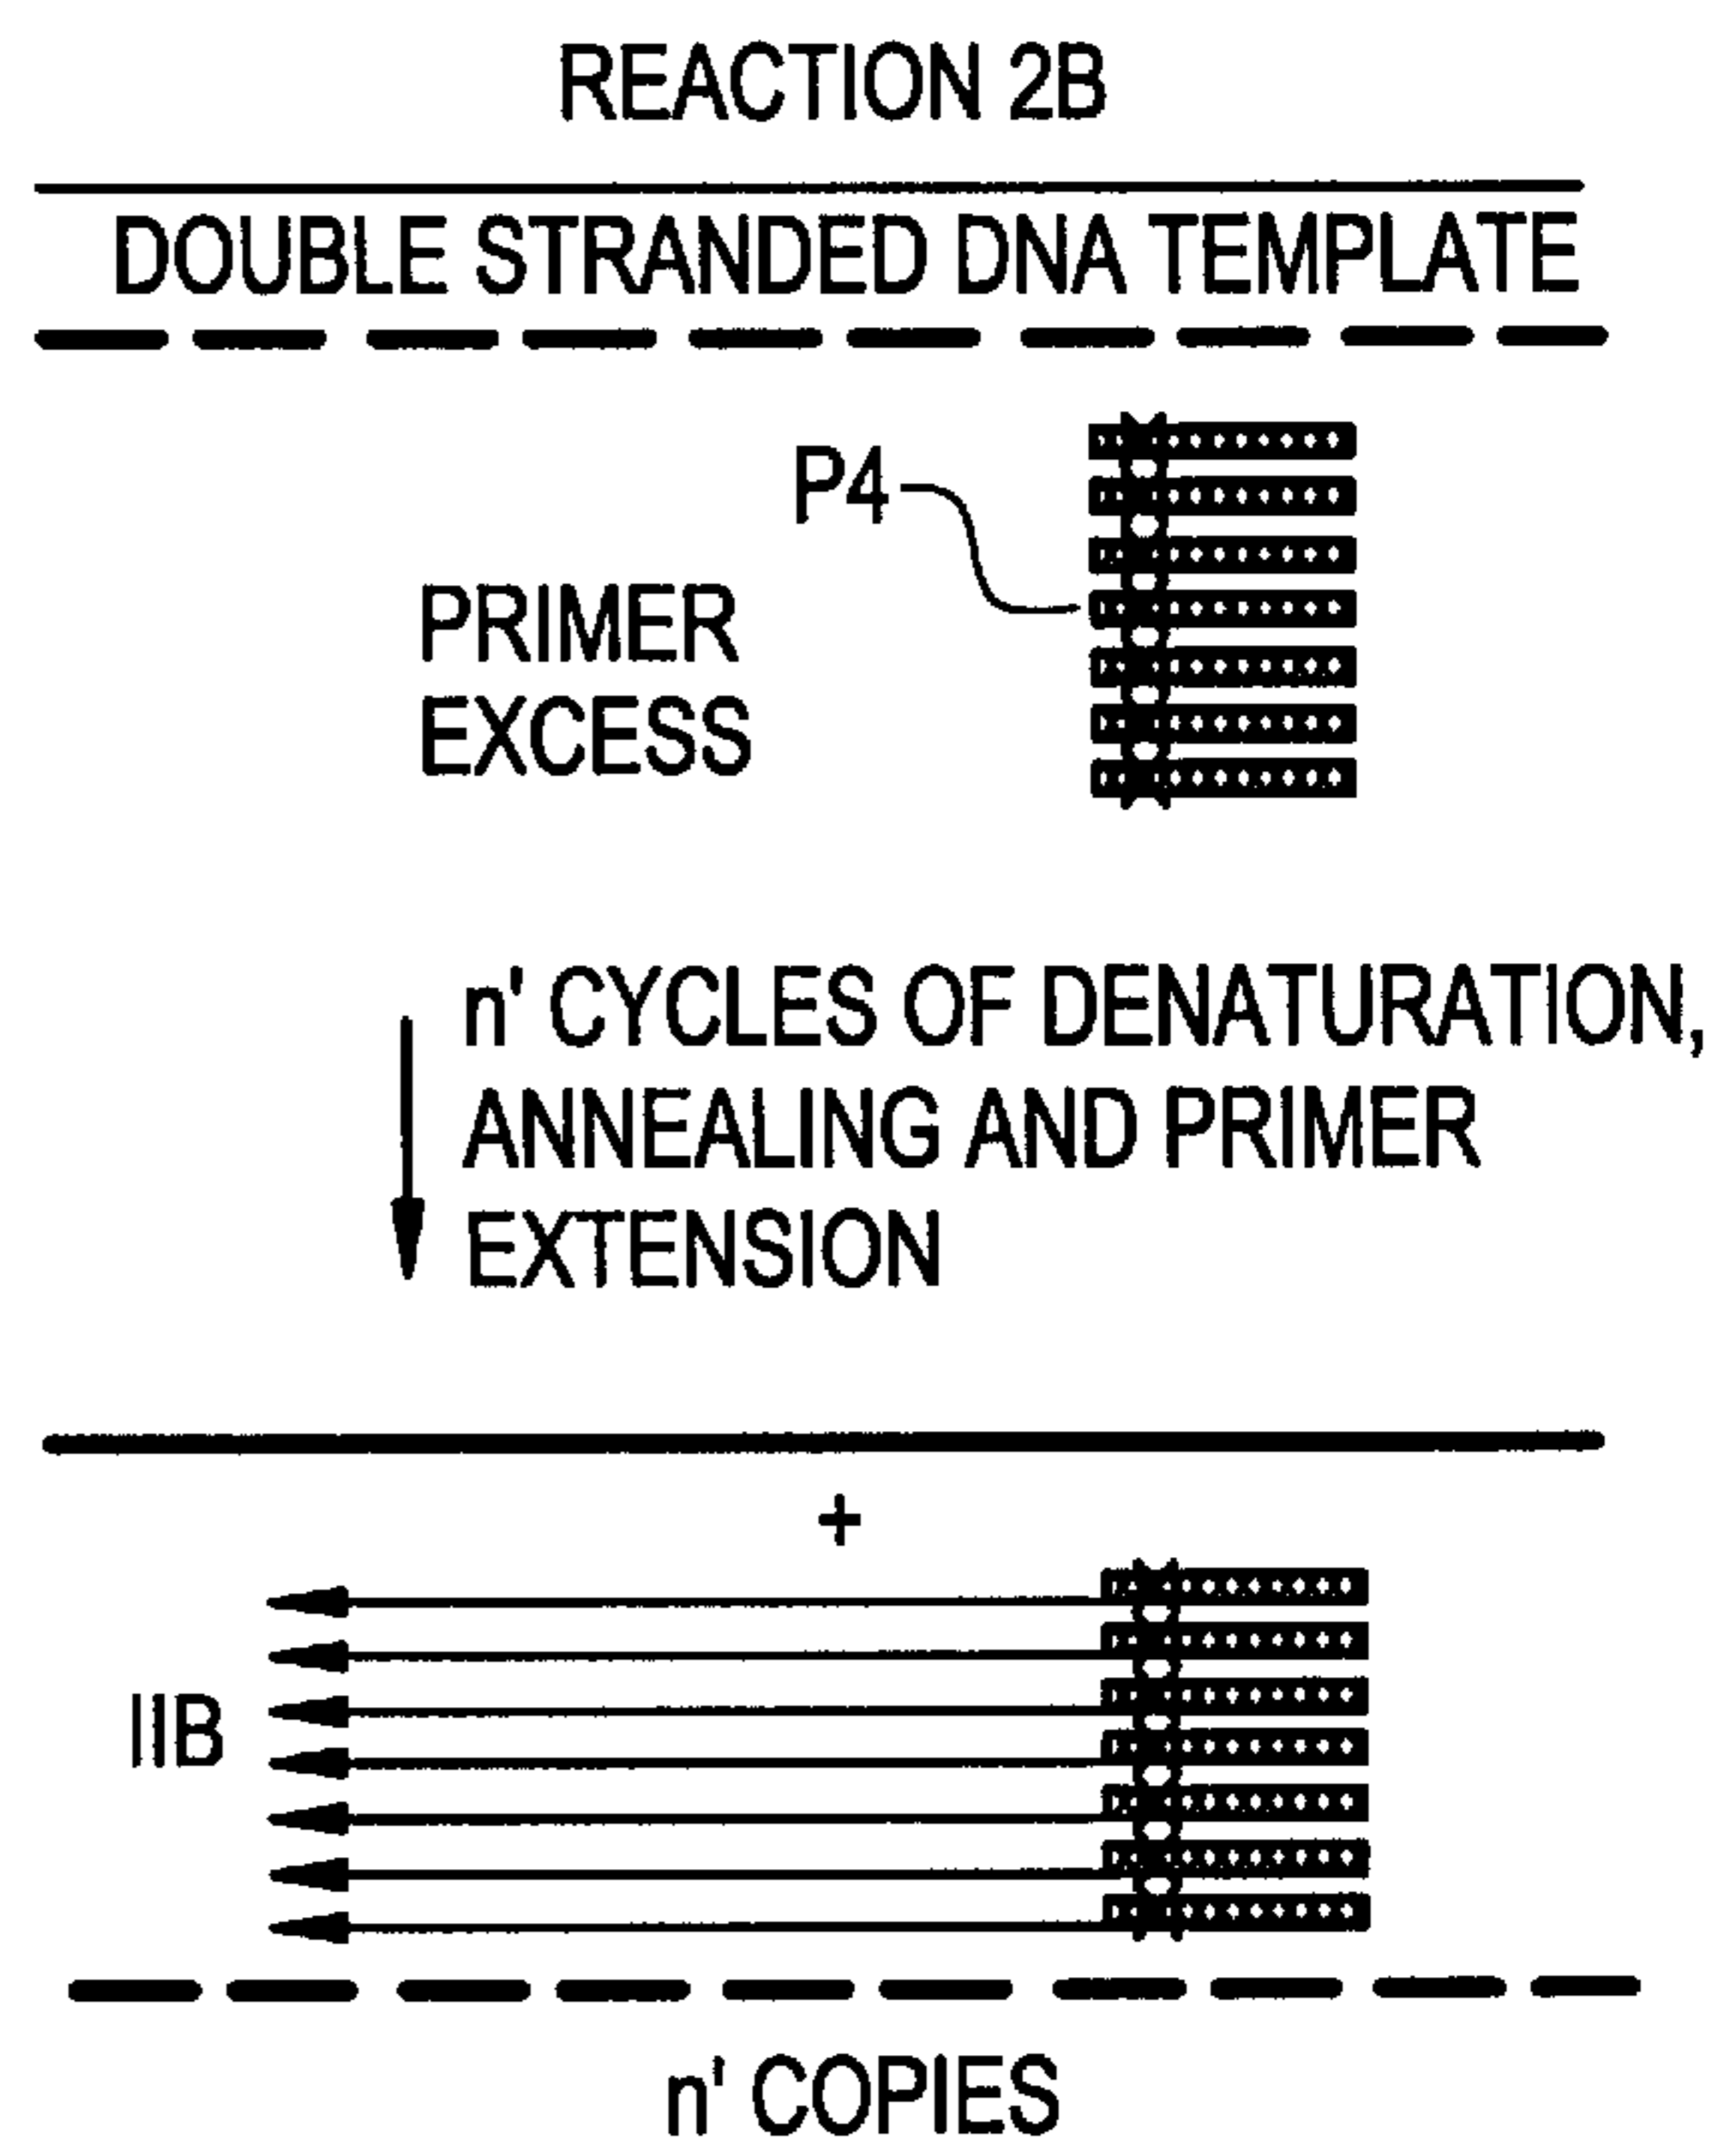 REACTION 2B
DOUBLE STRANDED DNA TEMPLATE
P4
PRIMER
EXCESS
n' CYCLES OF DENATURATION,
ANNEALING AND PRIMER
EXTENSION
+
IIB
n' COPIES